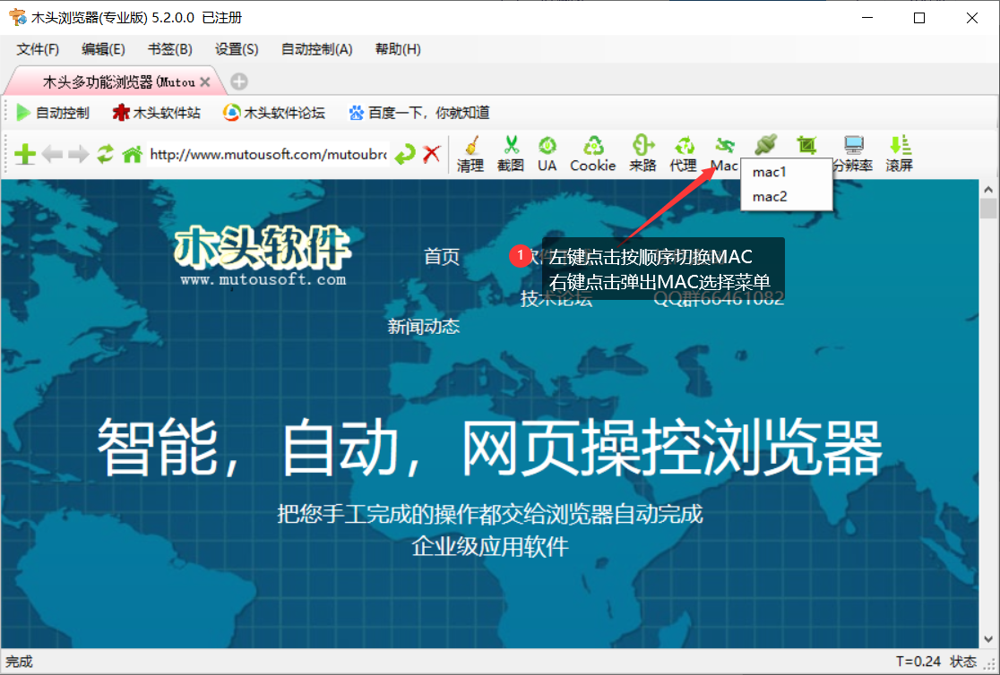 木头浏览器(专业版) 5.2.0.0 已注册
文件(F) 编辑(E) 书签(B) 设置(S) 自动控制(A) 帮助(H)
木头多功能浏览器(Mutou
自动控制 木头软件站 木头软件论坛 百度一下，你就知道
http://www.mutousoft.com/mutoubro
清理 截图 UA Cookie 来路 代理 Mac 分辨率 滚屏
mac1
mac2
木头软件
www.mutousoft.com
首页
1
左键点击按顺序切换MAC
右键点击弹出MAC选择菜单
技术论坛 QQ群66461082
新闻动态
智能，自动，网页操控浏览器
把您手工完成的操作都交给浏览器自动完成
企业级应用软件
完成 T=0.24 状态